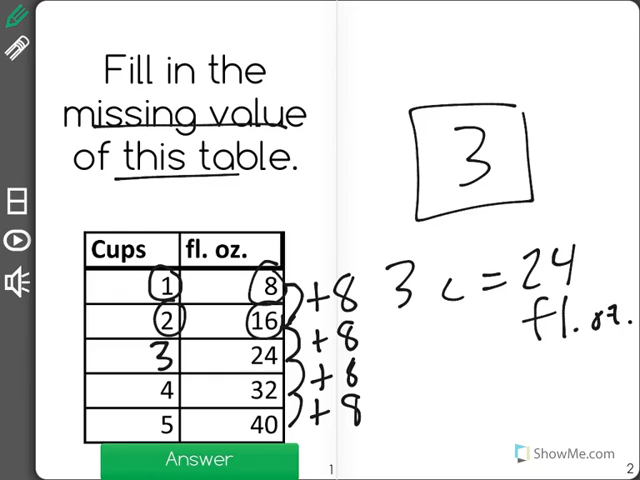 Fill in the
missing value
of this table.
Cups fl. oz.
1 8
2 16
3 24
4 32
5 40
+8
+8
+8
+8
Answer
1
3
3 c = 24
fl. oz.
ShowMe.com
2